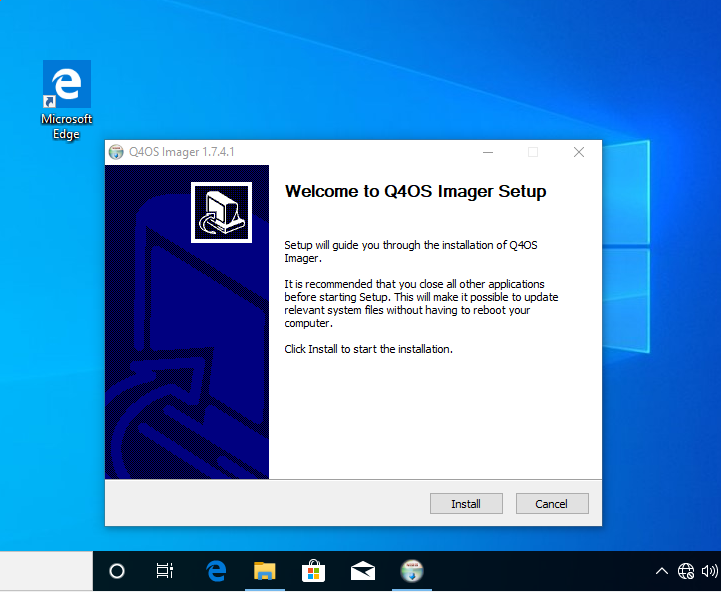 Microsoft
Edge
Q4OS Imager 1.7.4.1
Welcome to Q4OS Imager Setup
Setup will guide you through the installation of Q4OS
Imager.
It is recommended that you close all other applications
before starting Setup. This will make it possible to update
relevant system files without having to reboot your
computer.
Click Install to start the installation.
Install
Cancel